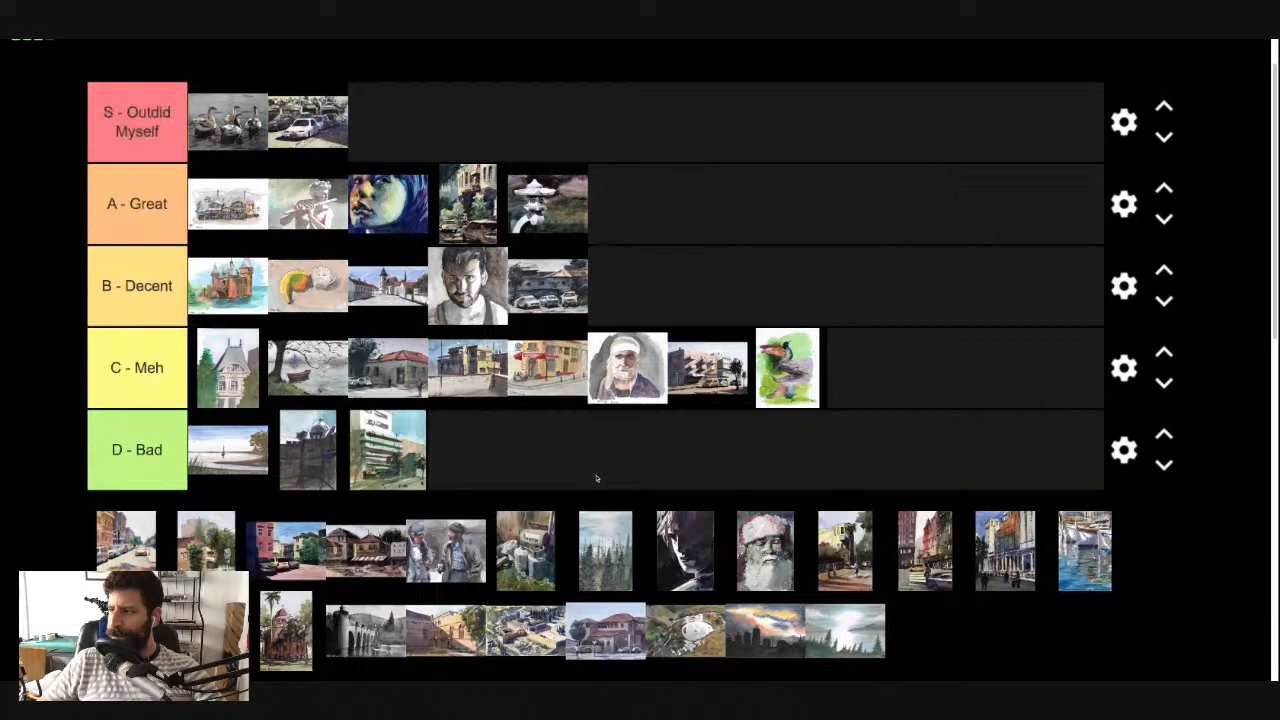 S - Outdid
Myself
A - Great
B - Decent
C - Meh
D - Bad